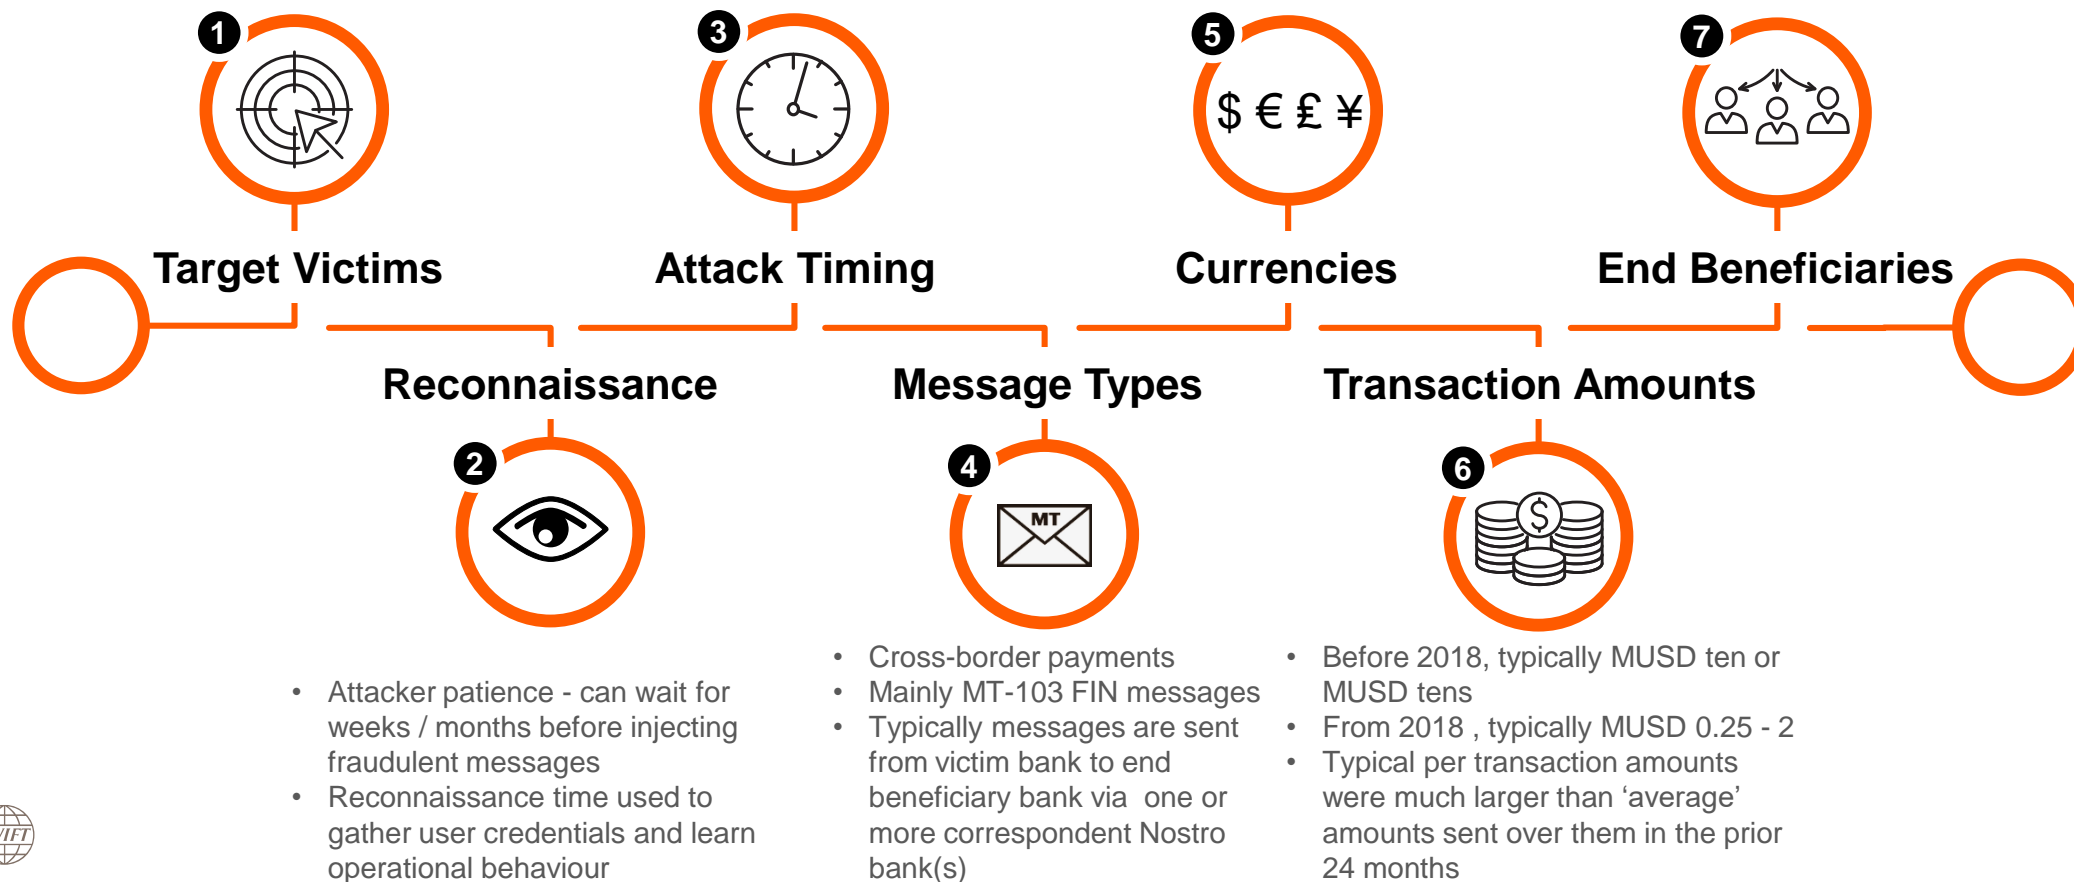 1
3
5
$ € £ ¥
7
Target Victims
Attack Timing
Currencies
End Beneficiaries
Reconnaissance
Message Types
Transaction Amounts
2
4
MT
6
$
• Attacker patience - can wait for
weeks / months before injecting
fraudulent messages
• Reconnaissance time used to
gather user credentials and learn
operational behaviour
• Cross-border payments
• Mainly MT-103 FIN messages
• Typically messages are sent
from victim bank to end
beneficiary bank via  one or
more correspondent Nostro
bank(s)
• Before 2018, typically MUSD ten or
MUSD tens
• From 2018 , typically MUSD 0.25 - 2
• Typical per transaction amounts
were much larger than ‘average’
amounts sent over them in the prior
24 months